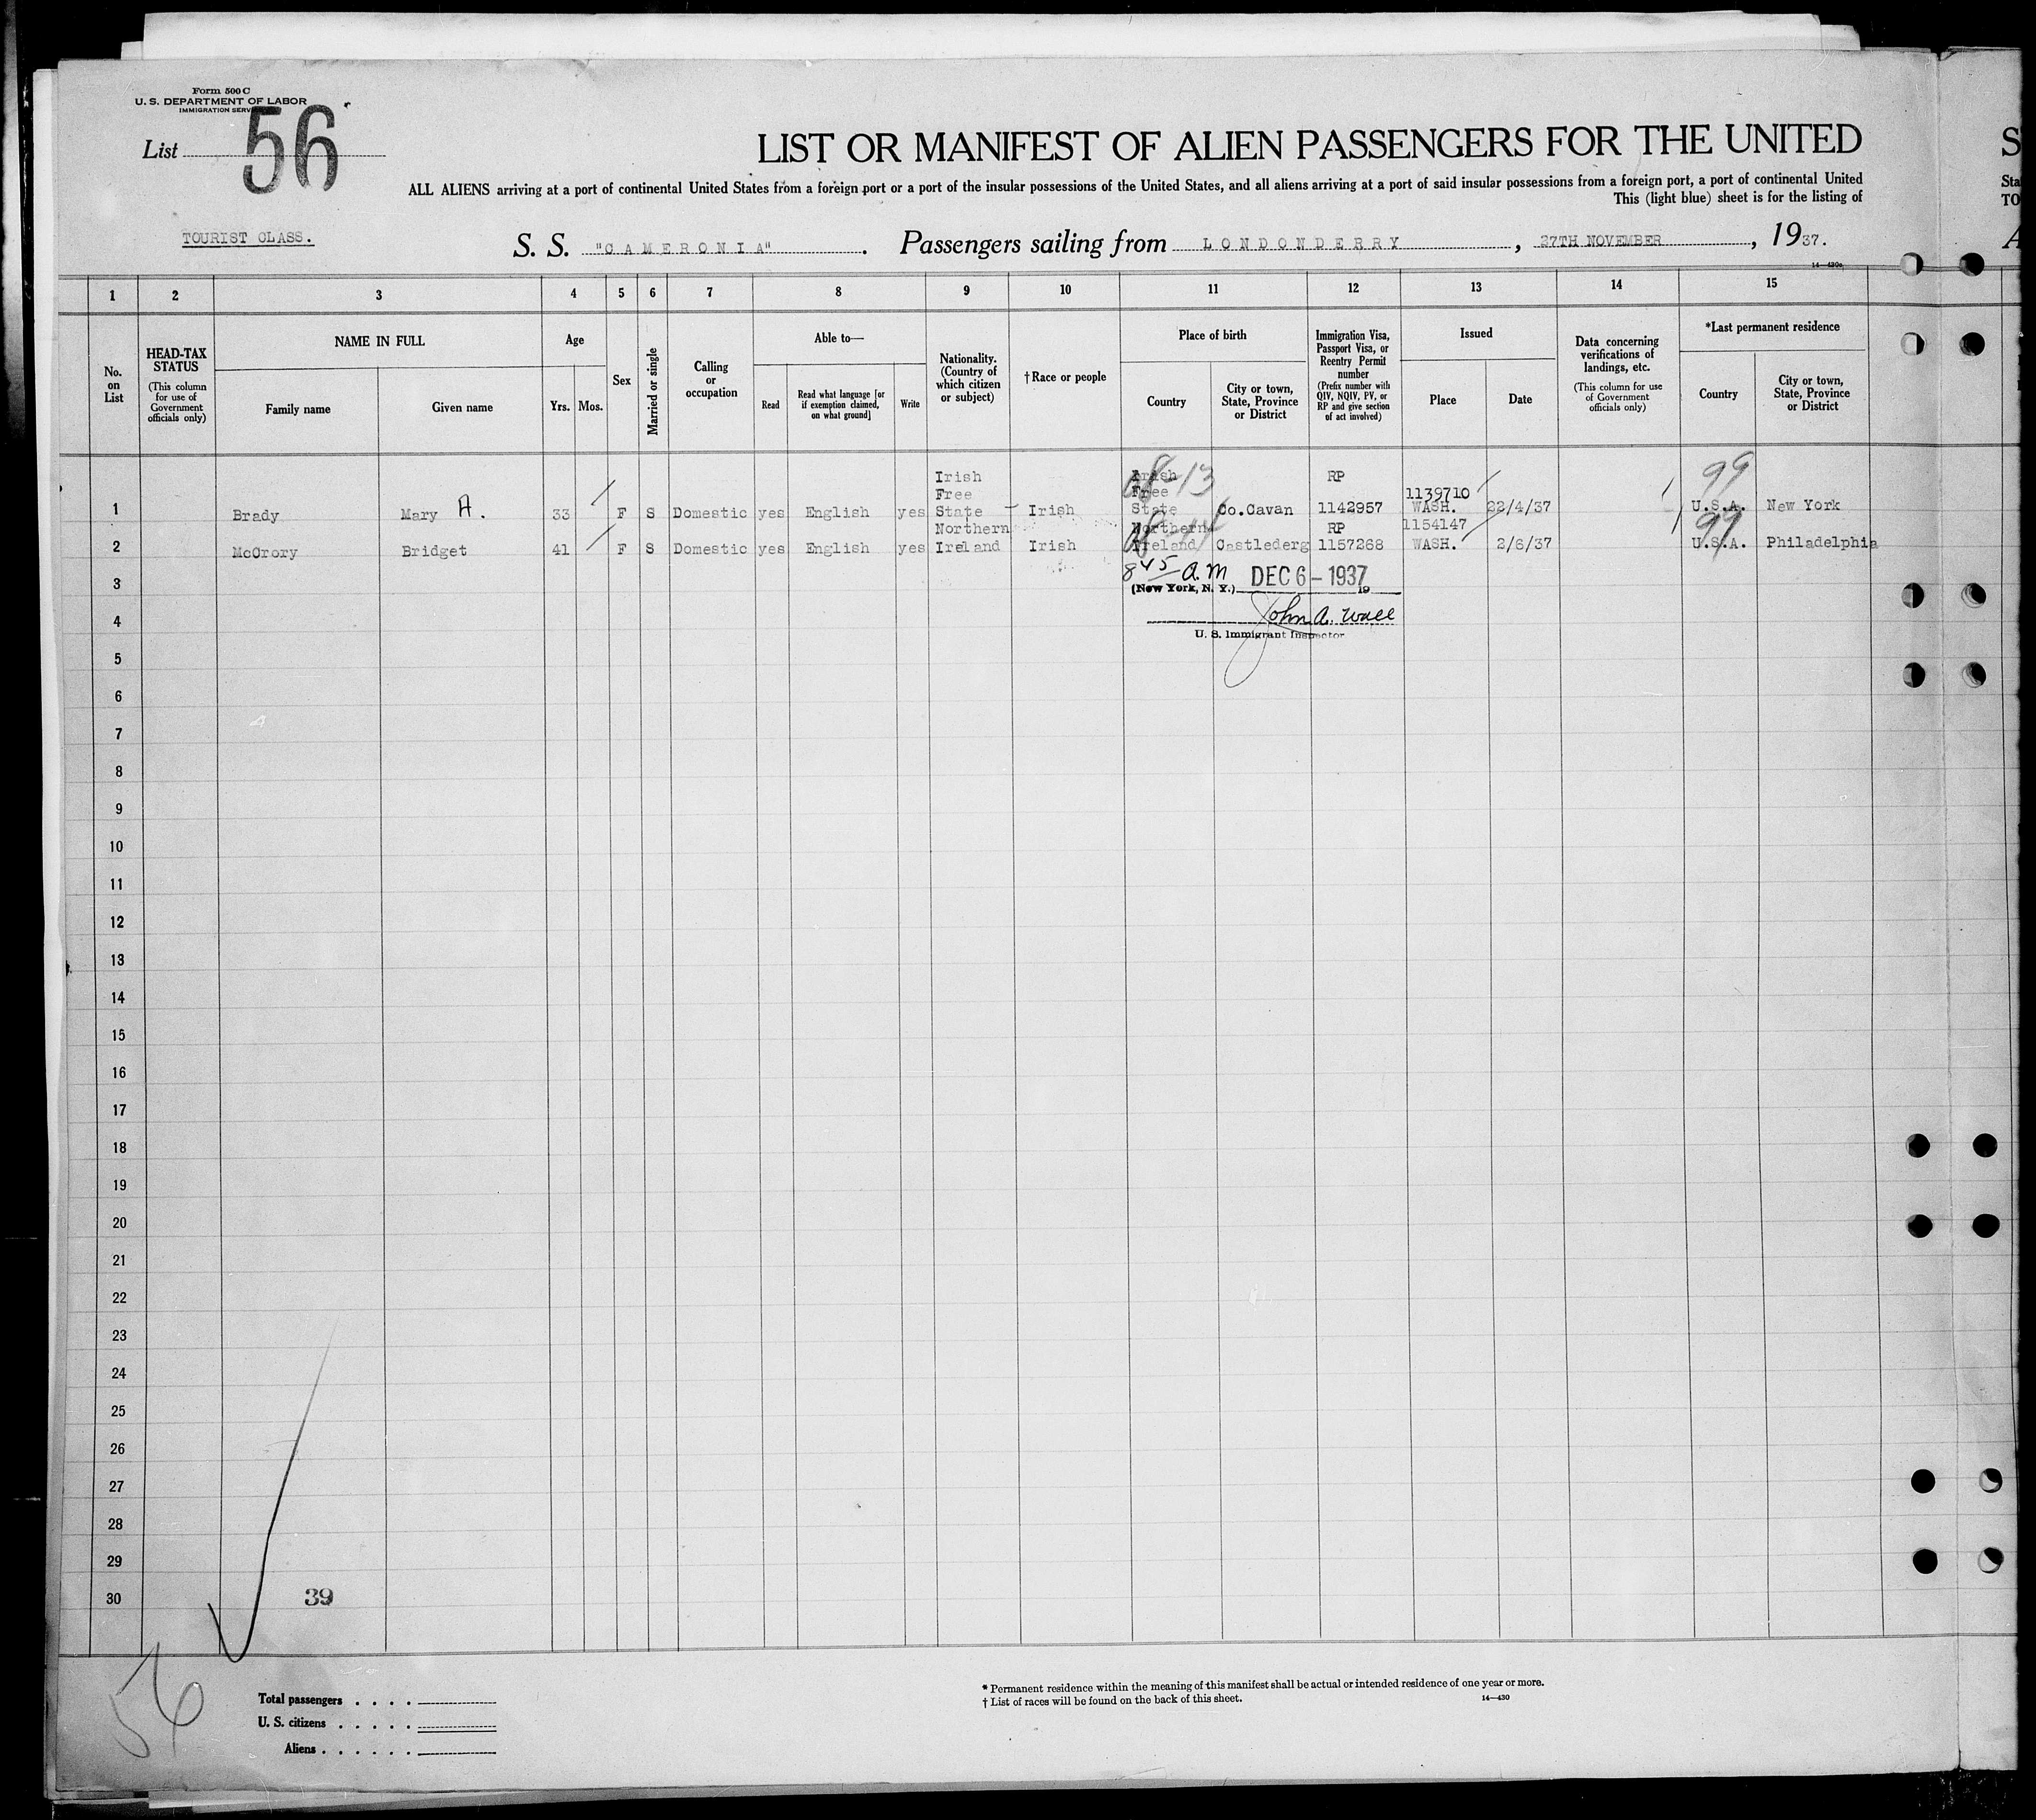 Form 500 C
U. S. DEPARTMENT OF LABOR
IMMIGRATION
List 56
LIST OR MANIFEST OF ALIEN PASSENGERS FOR THE UNITED
ALL ALIENS arriving at a port of continental United States from a foreign port or a port of the insular possessions of the United States, and all aliens arriving at a port of said insular possessions from a foreign port, a port of continental United
This (light blue) sheet is for the listing of
TOURIST CLASS.
S. S. "CAMERONIA". Passengers sailing from LONDONDERRY, 27TH NOVEMBER, 1937.
14—430a
1 2 3 4 5 6 7 8 9 10 11 12 13 14 15
No. on List
HEAD-TAX STATUS (This column for use of Government officials only)
NAME IN FULL
Family name
Given name
Age
Yrs.
Mos.
Sex
Married or single
Calling or occupation
Able to—
Read
Read what language [or if exemption claimed, on what ground]
Write
Nationality. (Country of which citizen or subject)
†Race or people
Place of birth
Country
City or town, State, Province or District
Immigration Visa, Passport Visa, or Reentry Permit number (Prefix number with QIV, NQIV, PV, or RP and give section of act involved)
Issued
Place
Date
Data concerning verifications of landings, etc. (This column for use of Government officials only)
*Last permanent residence
Country
City or town, State, Province or District
1 Brady Mary A. 33 F S Domestic yes English yes Irish Free State Irish Irish Free State Co.Cavan RP 1142957 1139710 WASH. 22/4/37 99 U.S.A. New York
2 McCrory Bridget 41 F S Domestic yes English yes Northern Ireland Irish Northern Ireland Castlederg RP 1157268 1154147 WASH. 2/6/37 99 U.S.A. Philadelphia
3
8 45 a.m DEC 6 - 1937
(New York, N. Y.) 19
4
John A. Wall
U. S. Immigrant Inspector
5
6
7
8
9
10
11
12
13
14
15
16
17
18
19
20
21
22
23
24
25
26
27
28
29
30
39
56
Total passengers . . . .
U. S. citizens . . . . .
Aliens . . . . . .
* Permanent residence within the meaning of this manifest shall be actual or intended residence of one year or more.
† List of races will be found on the back of this sheet.
14—430